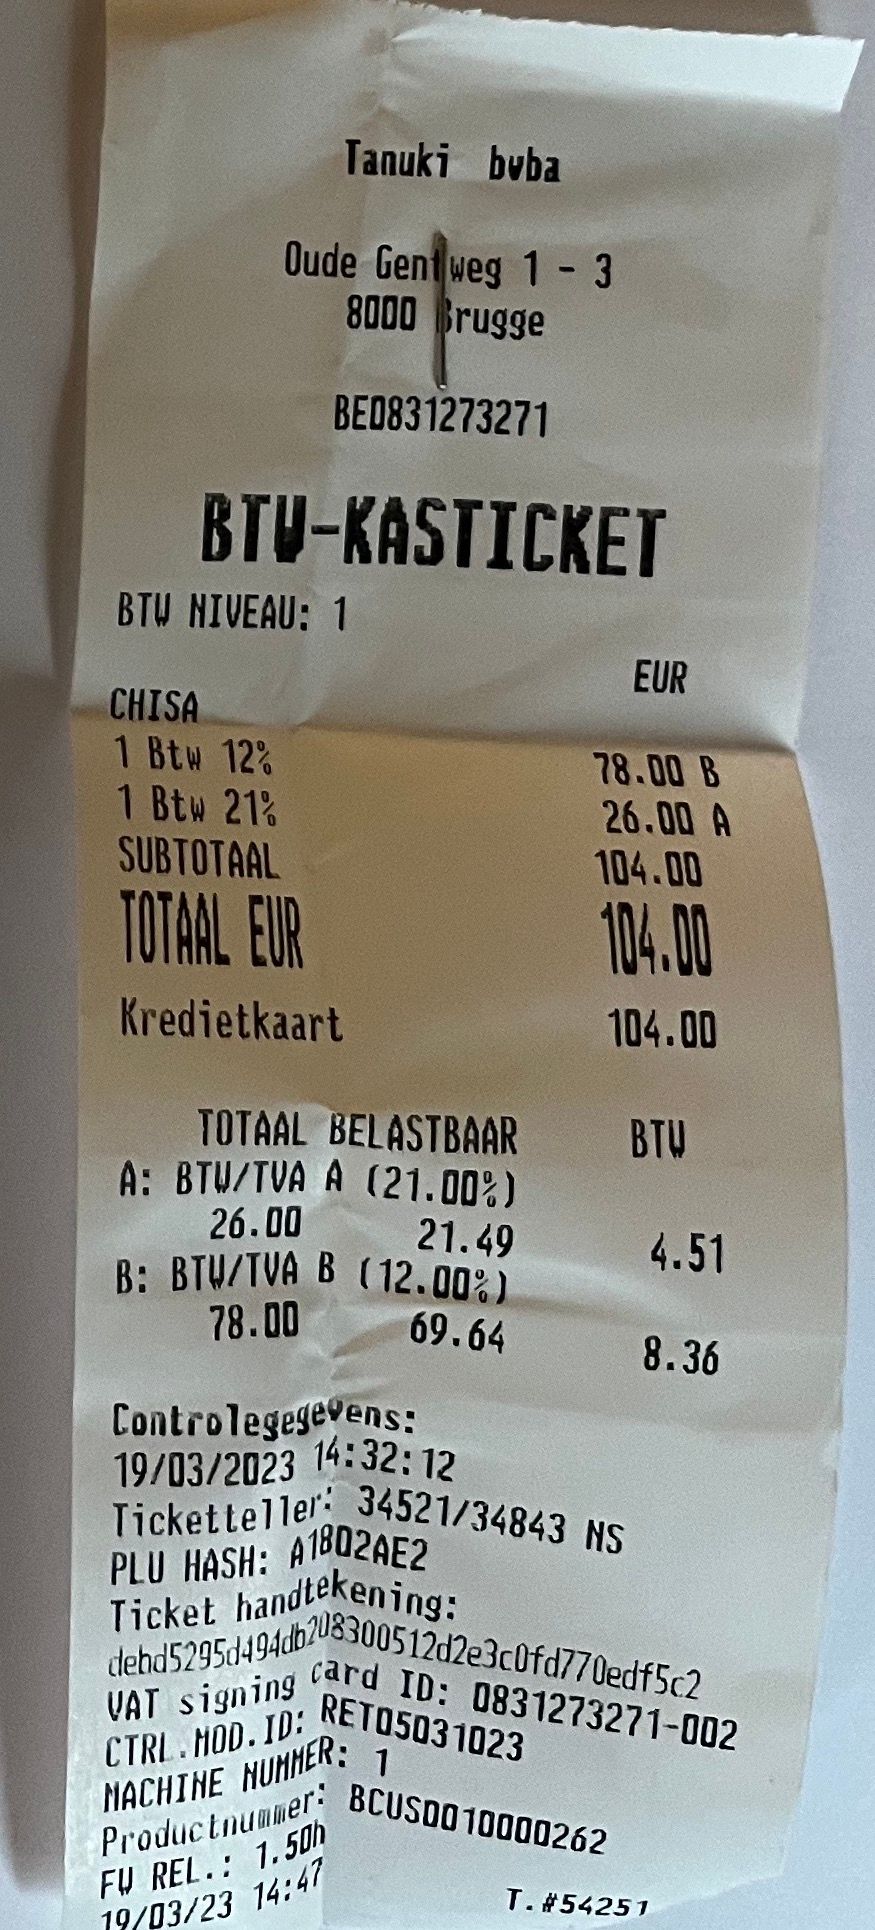 Tanuki bvba
Oude Gentweg 1 - 3
8000 Brugge
BE0831273271
BTW-KASTICKET
BTW NIVEAU: 1
EUR
CHISA
1 Btw 12% 78.00 B
1 Btw 21% 26.00 A
SUBTOTAAL 104.00
TOTAAL EUR 104.00
Kredietkaart 104.00
TOTAAL BELASTBAAR BTW
A: BTW/TVA A (21.00%)
26.00 21.49 4.51
B: BTW/TVA B (12.00%)
78.00 69.64 8.36
Controlegegevens:
19/03/2023 14:32:12
Ticketteller: 34521/34843 NS
PLU HASH: A1802AE2
Ticket handtekening:
debd5295d494db208300512d2e3c0fd770edf5c2
VAT signing card ID: 0831273271-002
CTRL.MOD.ID: RET05031023
MACHINE NUMMER: 1
Productnummer: BCUS0010000262
FW REL.: 1.50h
19/03/23 14:47 T.#54251